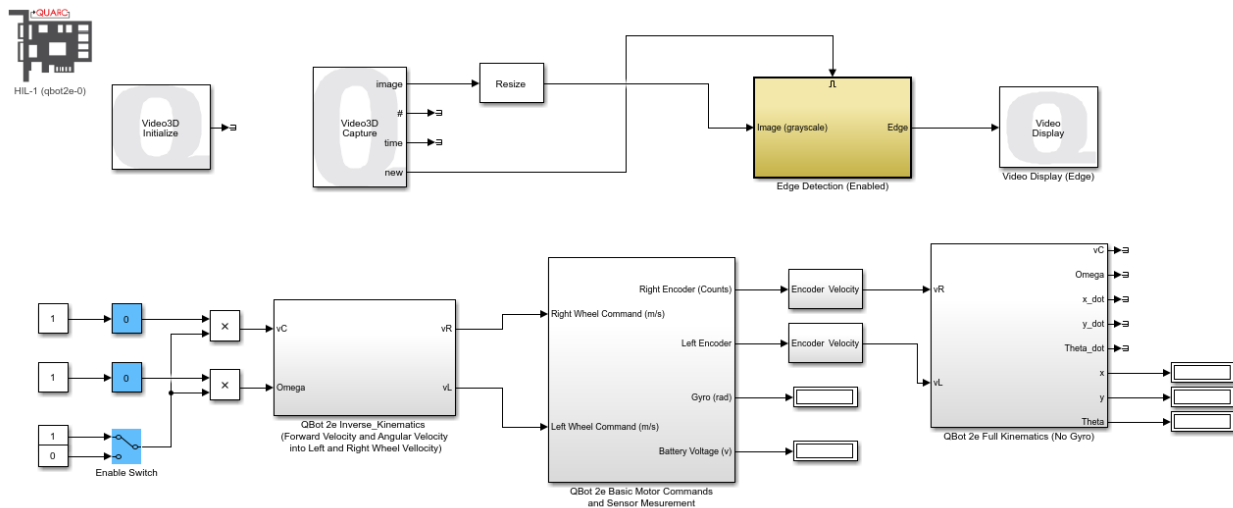 QUARC
HIL-1 (qbot2e-0)
Video3D
Initialize
Video3D
Capture
image
#
time
new
Resize
Image (grayscale)
Edge
Edge Detection (Enabled)
Video
Display
Video Display (Edge)
1
0
×
1
0
×
1
0
Enable Switch
vC
Omega
vR
vL
QBot 2e Inverse_Kinematics
(Forward Velocity and Angular Velocity
into Left and Right Wheel Vellocity)
Right Wheel Command (m/s)
Left Wheel Command (m/s)
Right Encoder (Counts)
Left Encoder
Gyro (rad)
Battery Voltage (v)
QBot 2e Basic Motor Commands
and Sensor Mesurement
Encoder Velocity
Encoder Velocity
vR
vL
vC
Omega
x_dot
y_dot
Theta_dot
x
y
Theta
QBot 2e Full Kinematics (No Gyro)